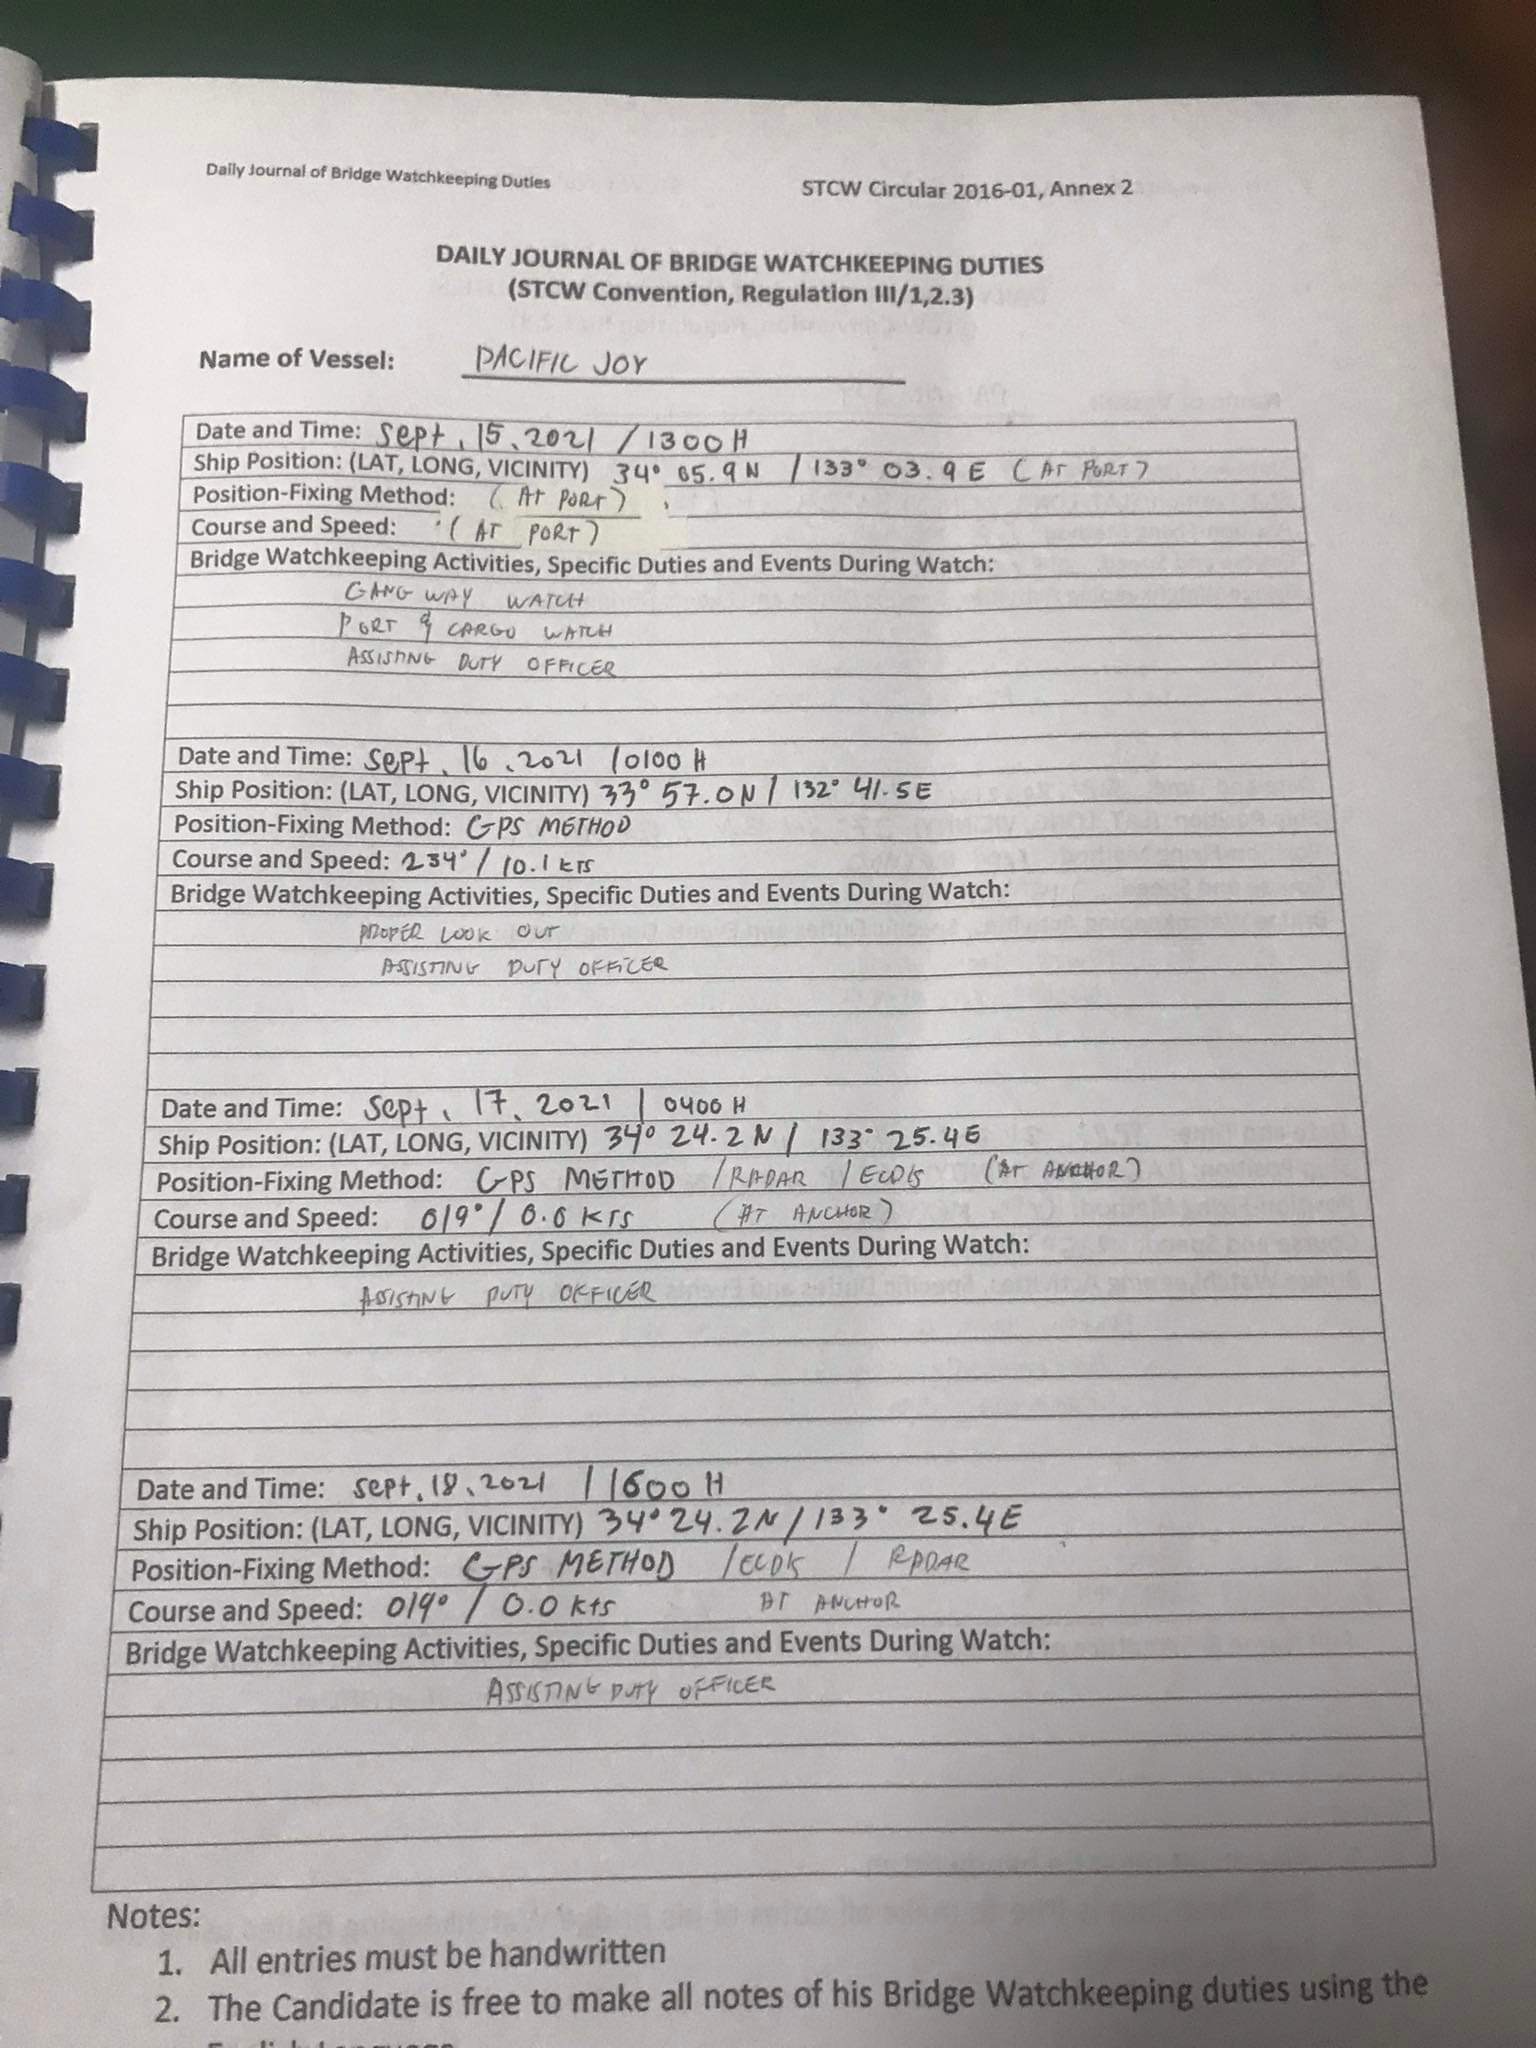 Daily Journal of Bridge Watchkeeping Duties
STCW Circular 2016-01, Annex 2
DAILY JOURNAL OF BRIDGE WATCHKEEPING DUTIES
(STCW Convention, Regulation III/1,2.3)
Name of Vessel: PACIFIC JOY
Date and Time: Sept. 15, 2021 / 1300 H
Ship Position: (LAT, LONG, VICINITY) 34° 05.9 N / 133° 03.9 E (AT PORT)
Position-Fixing Method: (AT PORT)
Course and Speed: (AT PORT)
Bridge Watchkeeping Activities, Specific Duties and Events During Watch:
GANG WAY WATCH
PORT & CARGO WATCH
ASSISTING DUTY OFFICER
Date and Time: Sept. 16, 2021 / 0100 H
Ship Position: (LAT, LONG, VICINITY) 33° 57.0 N / 132° 41.5 E
Position-Fixing Method: GPS METHOD
Course and Speed: 234° / 10.1 KTS
Bridge Watchkeeping Activities, Specific Duties and Events During Watch:
PROPER LOOK OUT
ASSISTING DUTY OFFICER
Date and Time: Sept. 17, 2021 / 0400 H
Ship Position: (LAT, LONG, VICINITY) 34° 24.2 N / 133° 25.4 E
Position-Fixing Method: GPS METHOD / RADAR / ECDIS (AT ANCHOR)
Course and Speed: 019° / 0.0 KTS (AT ANCHOR)
Bridge Watchkeeping Activities, Specific Duties and Events During Watch:
ASSISTING DUTY OFFICER
Date and Time: Sept. 18, 2021 / 1600 H
Ship Position: (LAT, LONG, VICINITY) 34° 24.2 N / 133° 25.4 E
Position-Fixing Method: GPS METHOD / ECDIS / RADAR
Course and Speed: 019° / 0.0 kts AT ANCHOR
Bridge Watchkeeping Activities, Specific Duties and Events During Watch:
ASSISTING DUTY OFFICER
Notes:
1. All entries must be handwritten
2. The Candidate is free to make all notes of his Bridge Watchkeeping duties using the